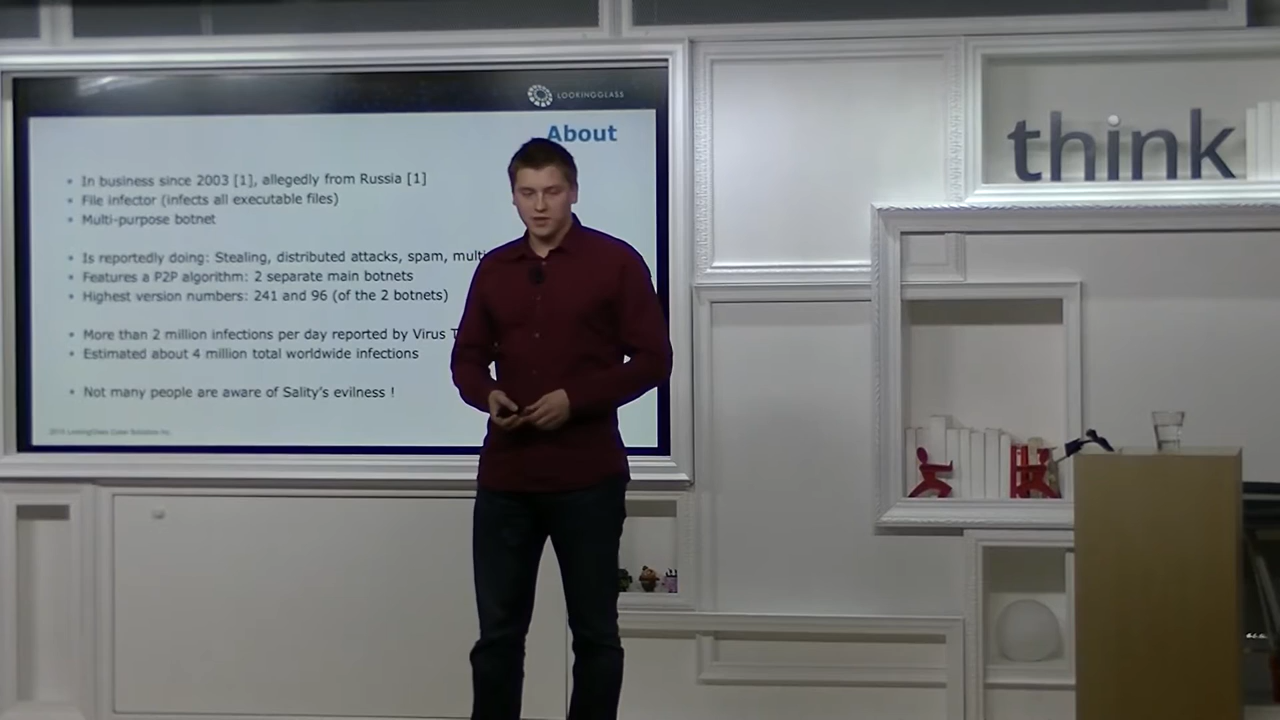 LOOKINGGLASS
About
In business since 2003 [1], allegedly from Russia [1]
File infector (infects all executable files)
Multi-purpose botnet
Is reportedly doing: Stealing, distributed attacks, spam,
Features a P2P algorithm: 2 separate main botnets
Highest version numbers: 241 and 96 (of the 2 botnets)
More than 2 million infections per day reported by Virus
Estimated about 4 million total worldwide infections
Not many people are aware of Sality's evilness !
think